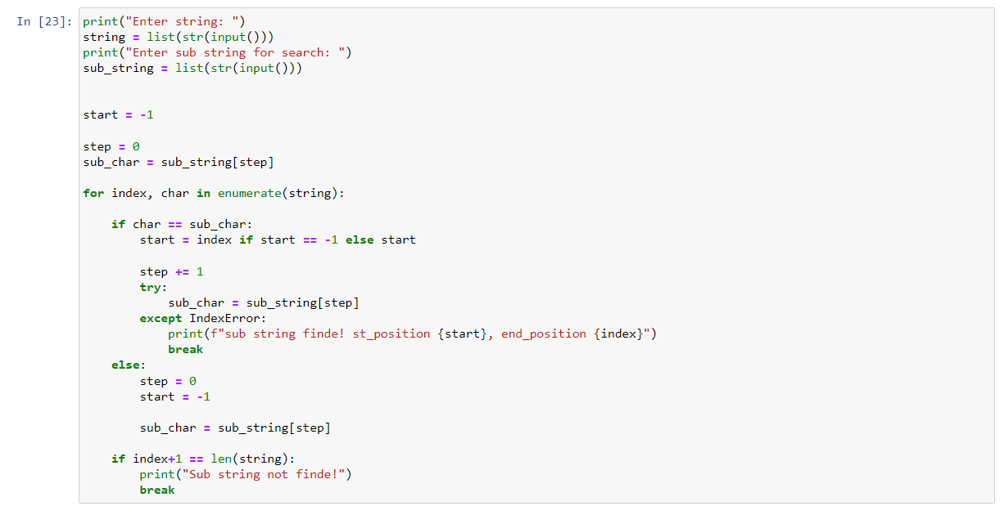 In [23]: print("Enter string: ")
string = list(str(input()))
print("Enter sub string for search: ")
sub_string = list(str(input()))
start = -1
step = 0
sub_char = sub_string[step]
for index, char in enumerate(string):
    if char == sub_char:
        start = index if start == -1 else start
        step += 1
        try:
            sub_char = sub_string[step]
        except IndexError:
            print(f"sub string finde! st_position {start}, end_position {index}")
            break
    else:
        step = 0
        start = -1
        sub_char = sub_string[step]
    if index+1 == len(string):
        print("Sub string not finde!")
        break